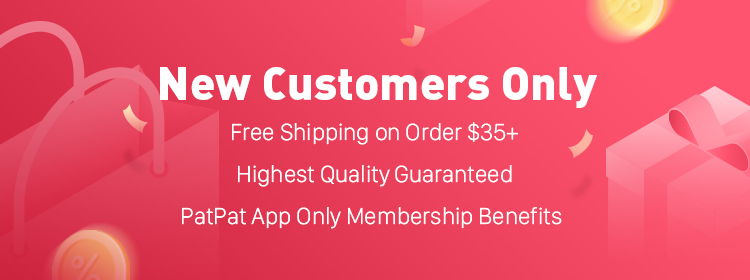 New Customers Only
Free Shipping on Order $35+
Highest Quality Guaranteed
PatPat App Only Membership Benefits
%